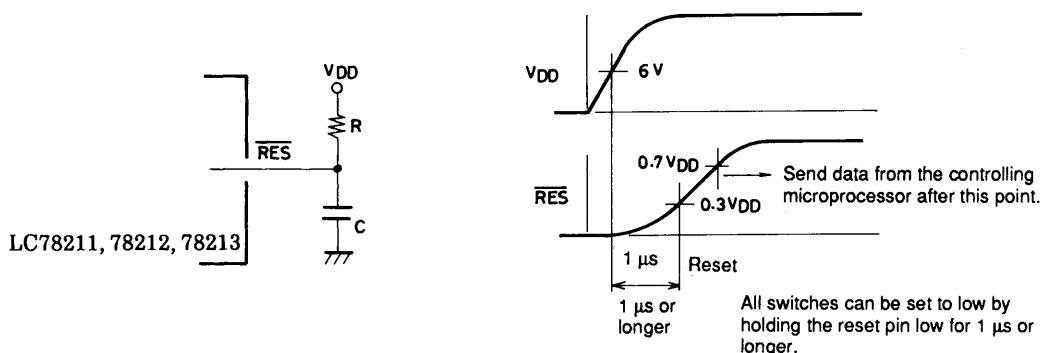 VDD
R
RES
C
LC78211, 78212, 78213
VDD
6V
0.7VDD
Send data from the controlling
microprocessor after this point.
RES
0.3VDD
1 μs
Reset
1 μs or
longer
All switches can be set to low by
holding the reset pin low for 1 μs or
longer.